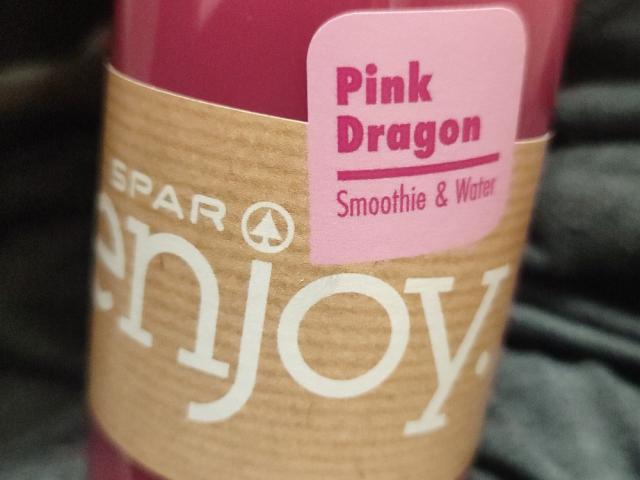 Pink
Dragon
Smoothie & Water
SPAR
enjoy.